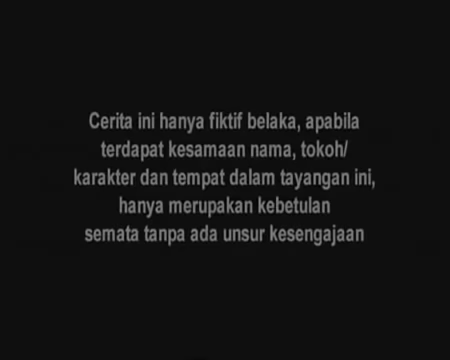 Cerita ini hanya fiktif belaka, apabila
terdapat kesamaan nama, tokoh/
karakter dan tempat dalam tayangan ini,
hanya merupakan kebetulan
semata tanpa ada unsur kesengajaan